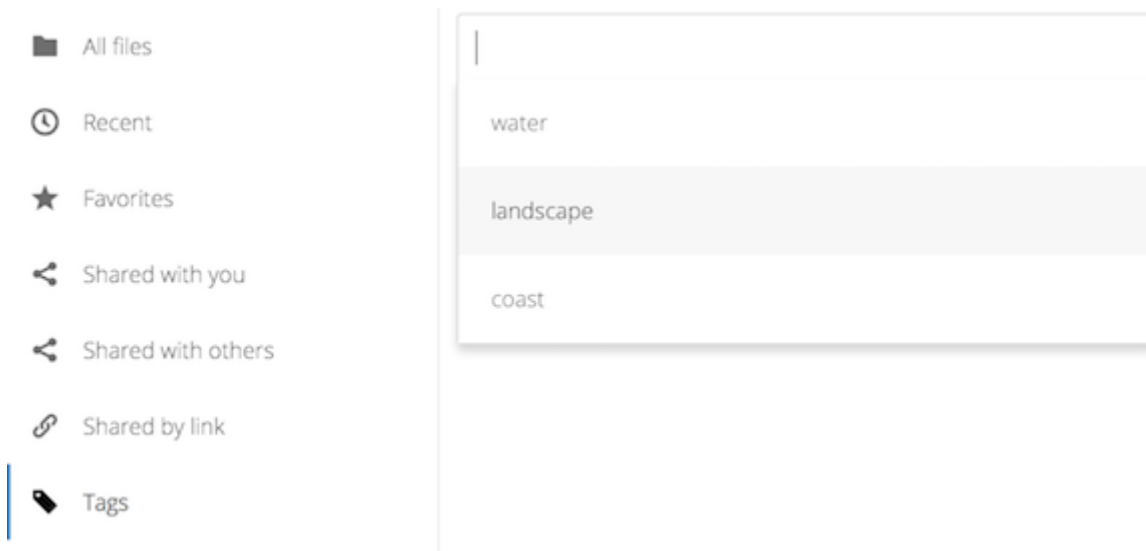 All files
Recent
Favorites
Shared with you
Shared with others
Shared by link
Tags
water
landscape
coast